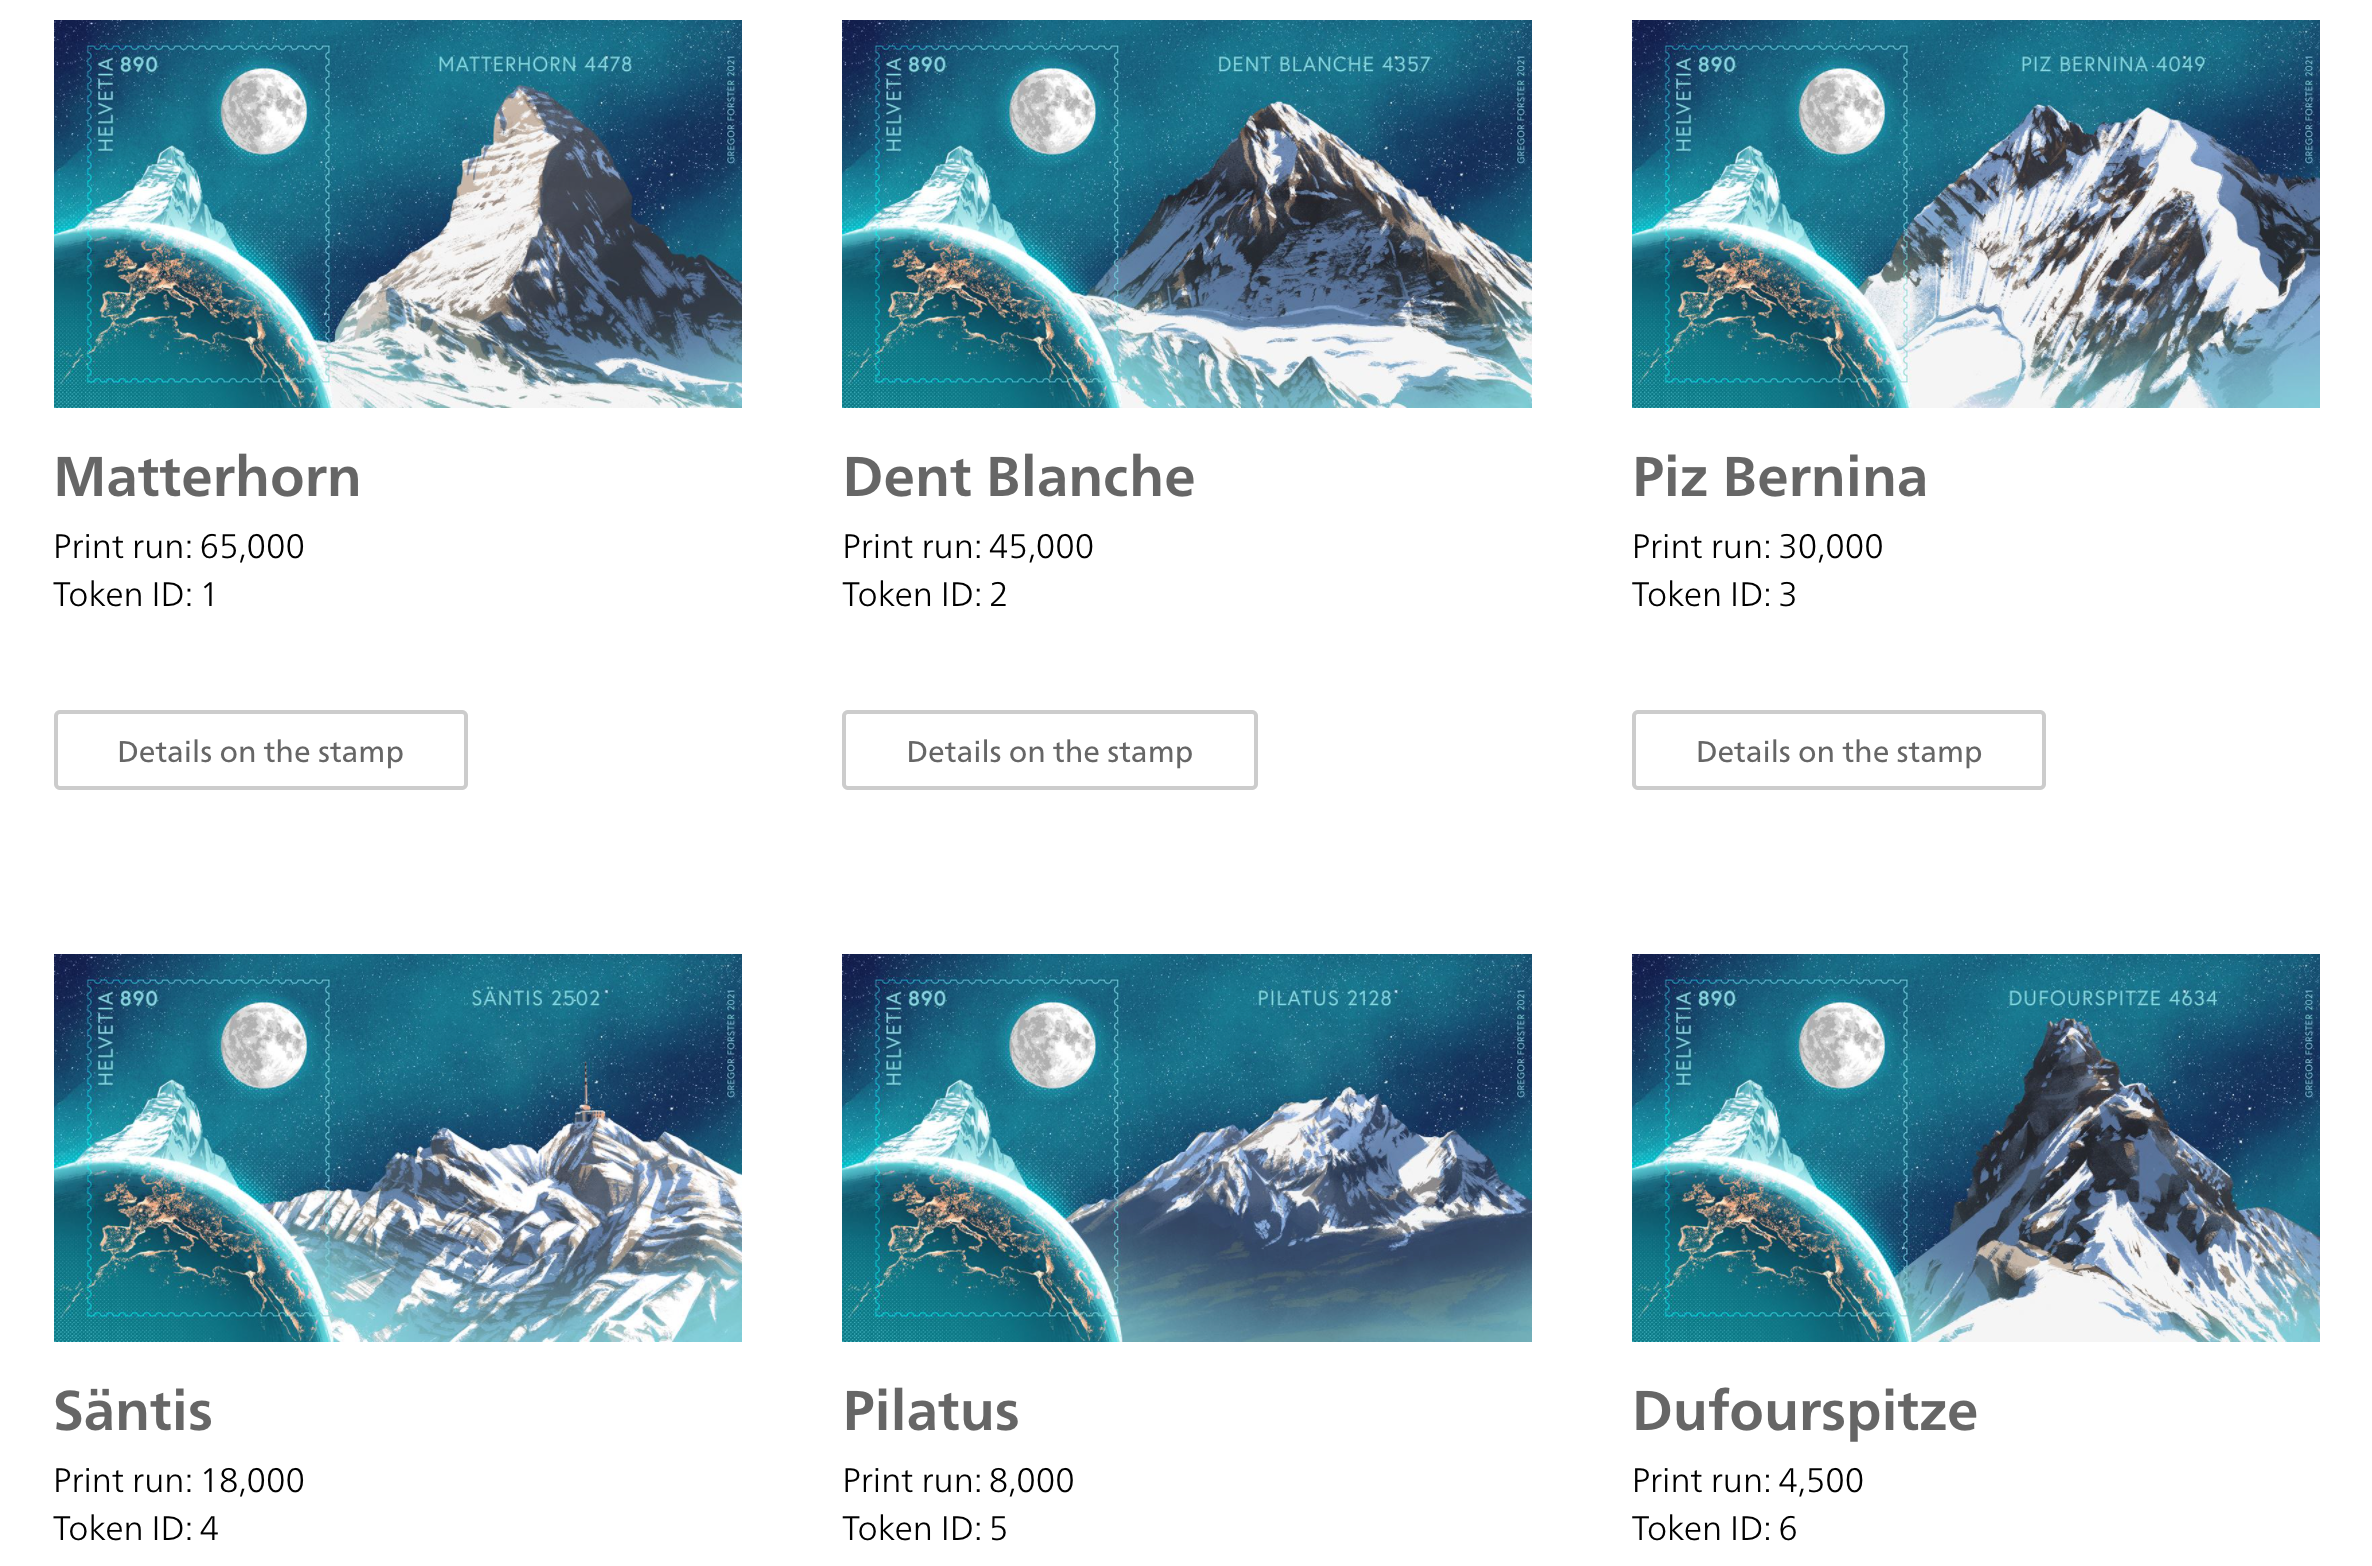 HELVETIA 890
MATTERHORN 4478
GREGOR FORSTER 2021
HELVETIA 890
DENT BLANCHE 4357
GREGOR FORSTER 2021
HELVETIA 890
PIZ BERNINA 4049
GREGOR FORSTER 2021
Matterhorn
Print run: 65,000
Token ID: 1
Details on the stamp
Dent Blanche
Print run: 45,000
Token ID: 2
Details on the stamp
Piz Bernina
Print run: 30,000
Token ID: 3
Details on the stamp
HELVETIA 890
SÄNTIS 2502
GREGOR FORSTER 2021
HELVETIA 890
PILATUS 2128
GREGOR FORSTER 2021
HELVETIA 890
DUFOURSPITZE 4634
GREGOR FORSTER 2021
Säntis
Print run: 18,000
Token ID: 4
Pilatus
Print run: 8,000
Token ID: 5
Dufourspitze
Print run: 4,500
Token ID: 6